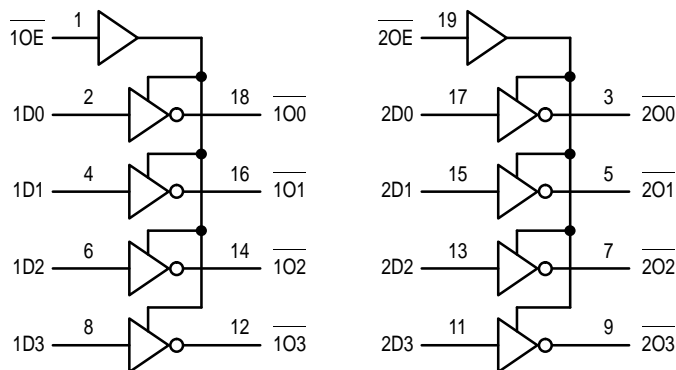 1OE 1
1D0 2 18 1O0
1D1 4 16 1O1
1D2 6 14 1O2
1D3 8 12 1O3
2OE 19
2D0 17 3 2O0
2D1 15 5 2O1
2D2 13 7 2O2
2D3 11 9 2O3